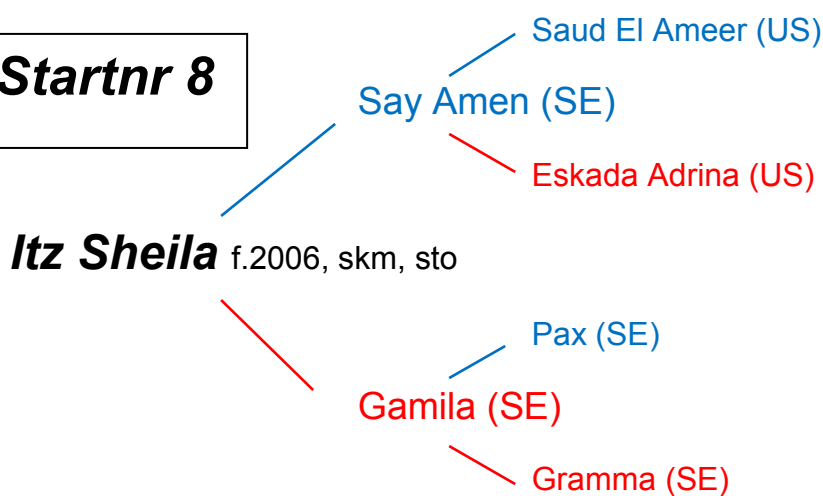 Saud El Ameer (US)
Startnr 8
Say Amen (SE)
Eskada Adrina (US)
Itz Sheila f.2006, skm, sto
Pax (SE)
Gamila (SE)
Gramma (SE)